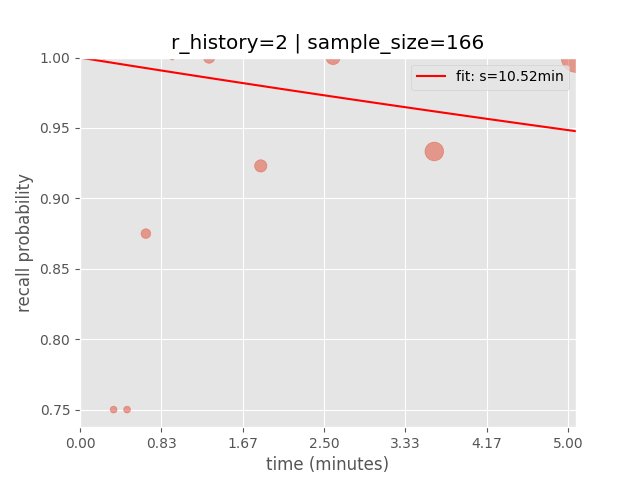 r_history=2 | sample_size=166
fit: s=10.52min
1.00
0.95
0.90
0.85
0.80
0.75
recall probability
0.00 0.83 1.67 2.50 3.33 4.17 5.00
time (minutes)